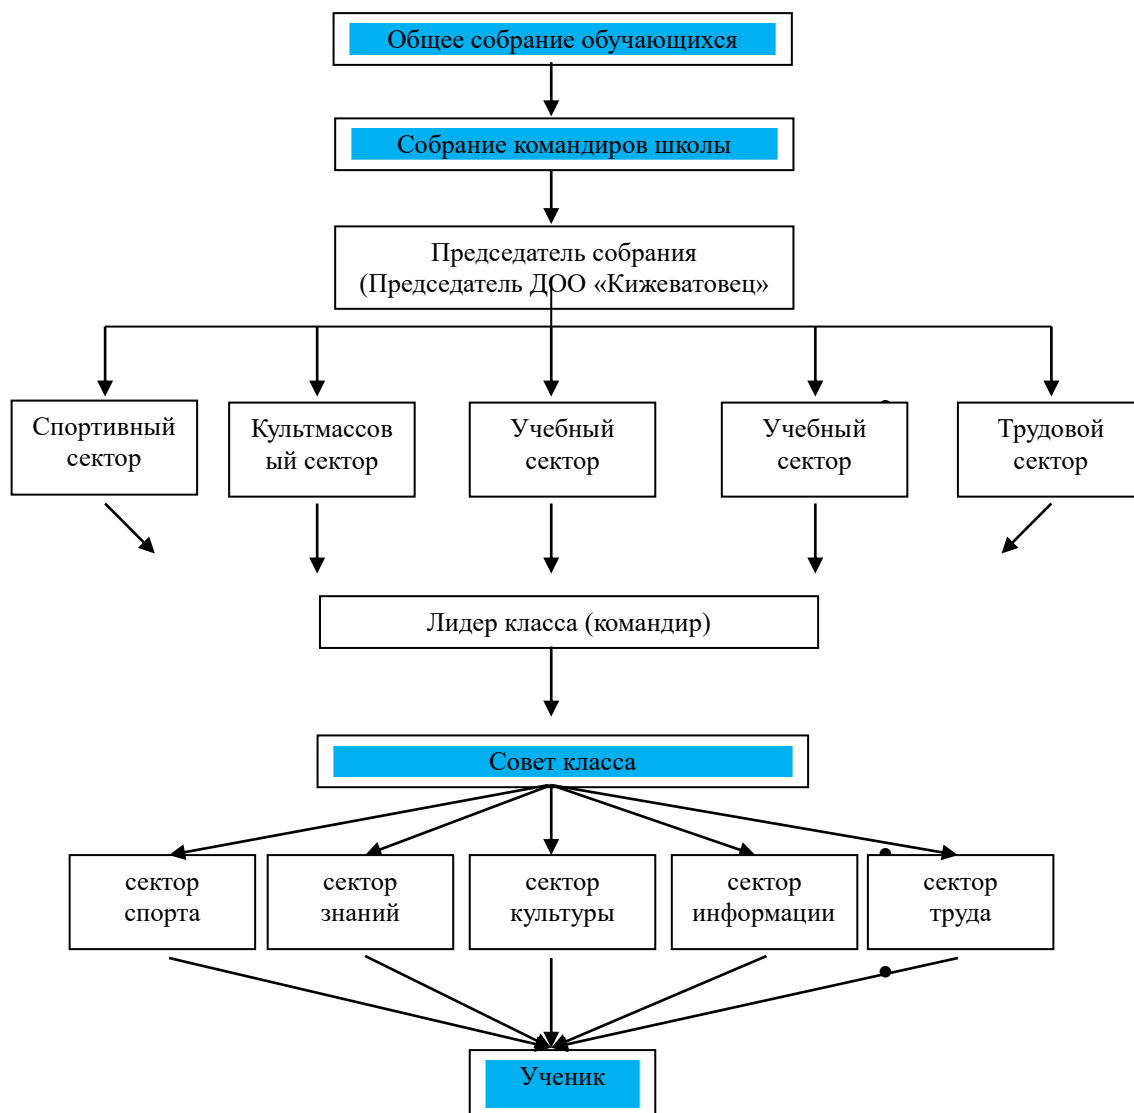 Общее собрание обучающихся
Собрание командиров школы
Председатель собрания
(Председатель ДОО «Кижеватовец»
Спортивный
сектор
Культмассов
ый сектор
Учебный
сектор
Учебный
сектор
Трудовой
сектор
Лидер класса (командир)
Совет класса
сектор
спорта
сектор
знаний
сектор
культуры
сектор
информации
сектор
труда
Ученик